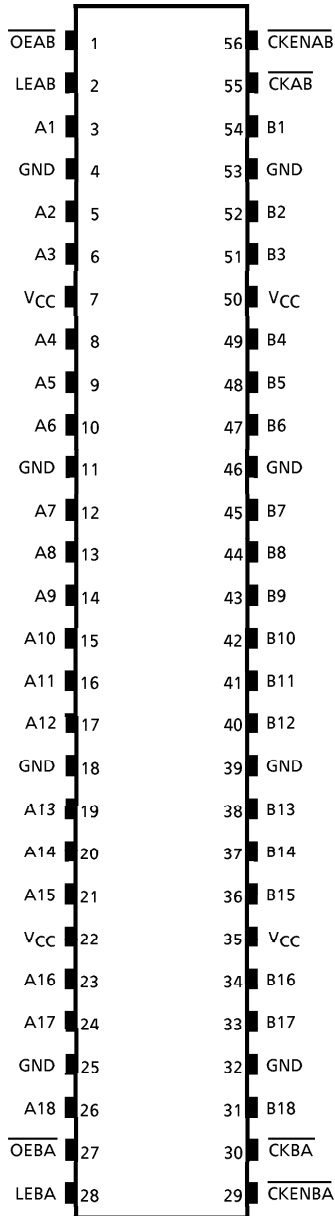 OEAB 1 56 CKENAB
LEAB 2 55 CKAB
A1 3 54 B1
GND 4 53 GND
A2 5 52 B2
A3 6 51 B3
VCC 7 50 VCC
A4 8 49 B4
A5 9 48 B5
A6 10 47 B6
GND 11 46 GND
A7 12 45 B7
A8 13 44 B8
A9 14 43 B9
A10 15 42 B10
A11 16 41 B11
A12 17 40 B12
GND 18 39 GND
A13 19 38 B13
A14 20 37 B14
A15 21 36 B15
VCC 22 35 VCC
A16 23 34 B16
A17 24 33 B17
GND 25 32 GND
A18 26 31 B18
OEBA 27 30 CKBA
LEBA 28 29 CKENBA